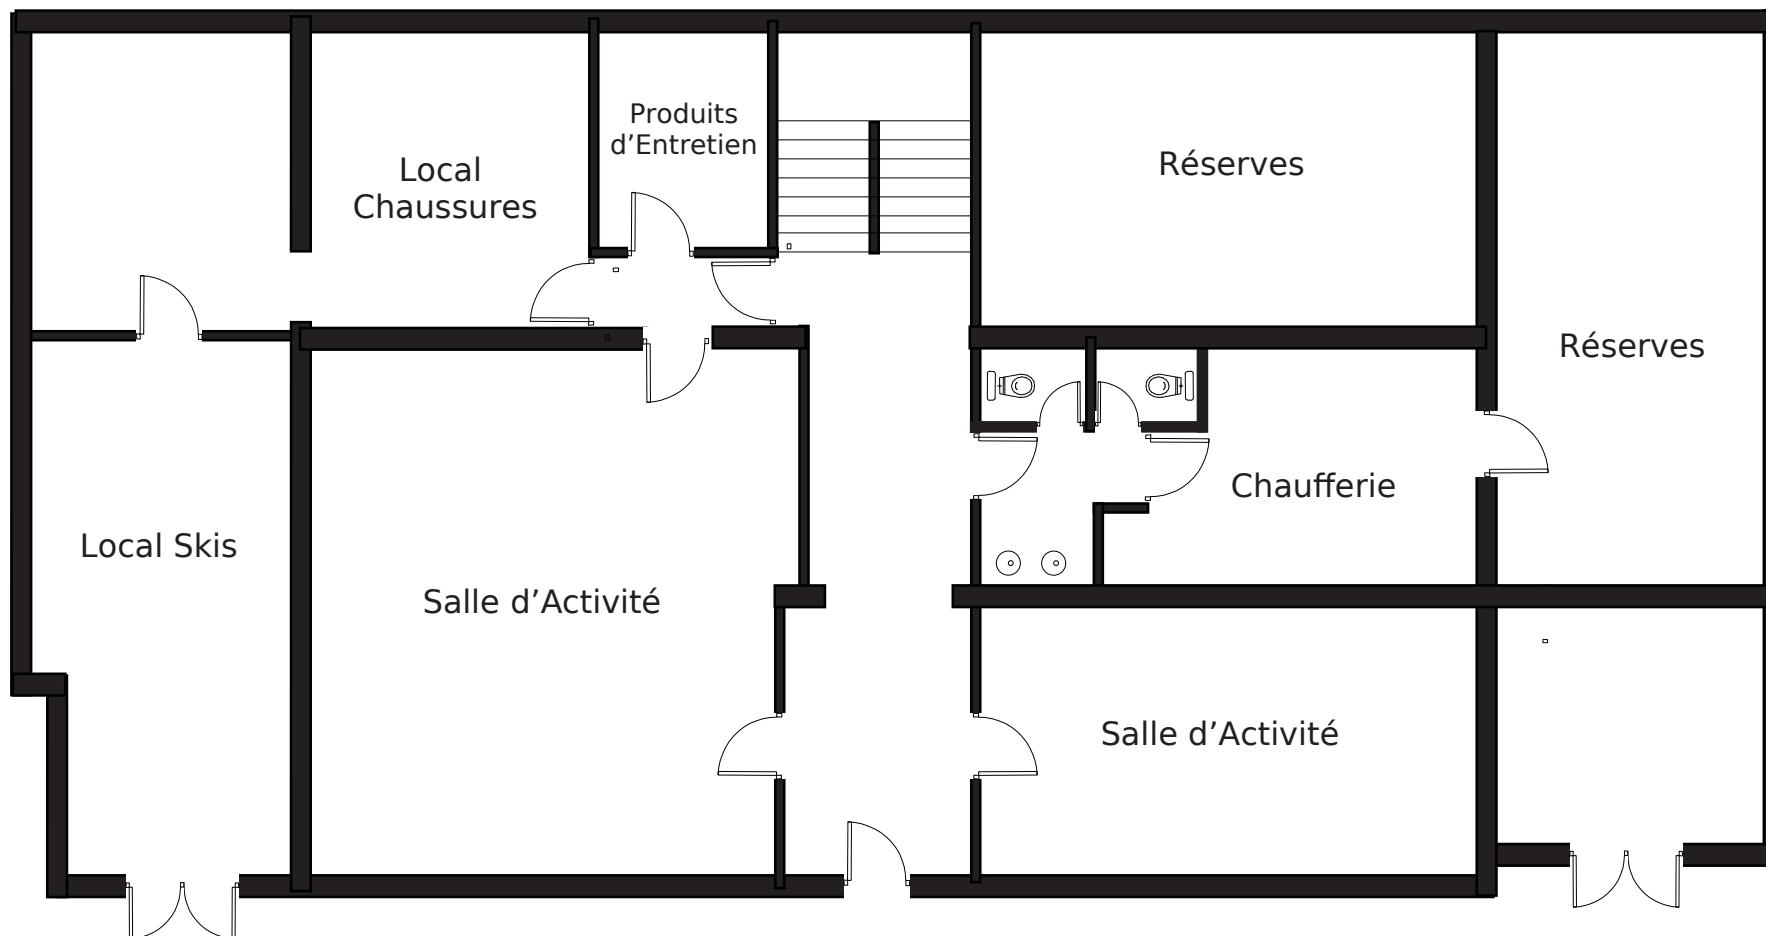 Produits
d’Entretien
Local
Chaussures
Réserves
Réserves
Chaufferie
Local Skis
Salle d’Activité
Salle d’Activité